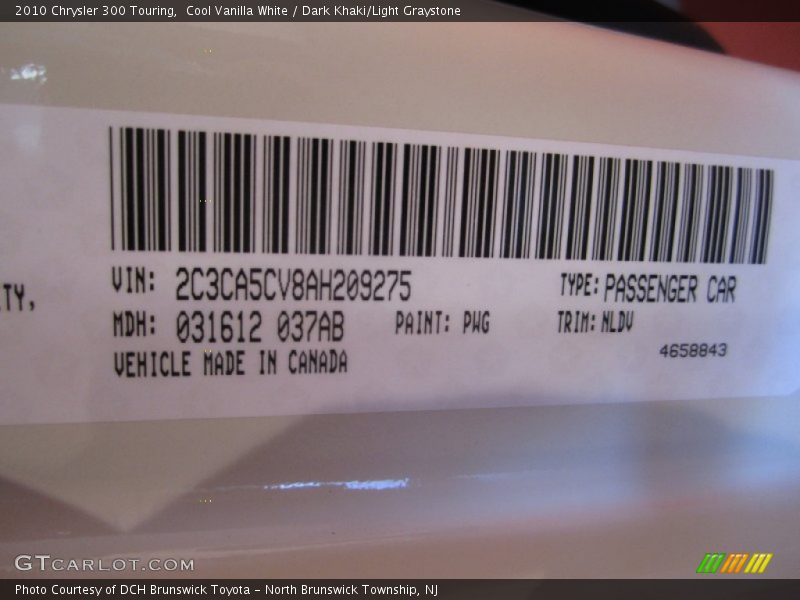 2010 Chrysler 300 Touring,  Cool Vanilla White / Dark Khaki/Light Graystone
VIN: 2C3CA5CV8AH209275 TYPE: PASSENGER CAR
TY,
MDH: 031612 037AB PAINT: PWG TRIM: NLDV
VEHICLE MADE IN CANADA 4658843
GTCARLOT.COM
Photo Courtesy of DCH Brunswick Toyota - North Brunswick Township, NJ